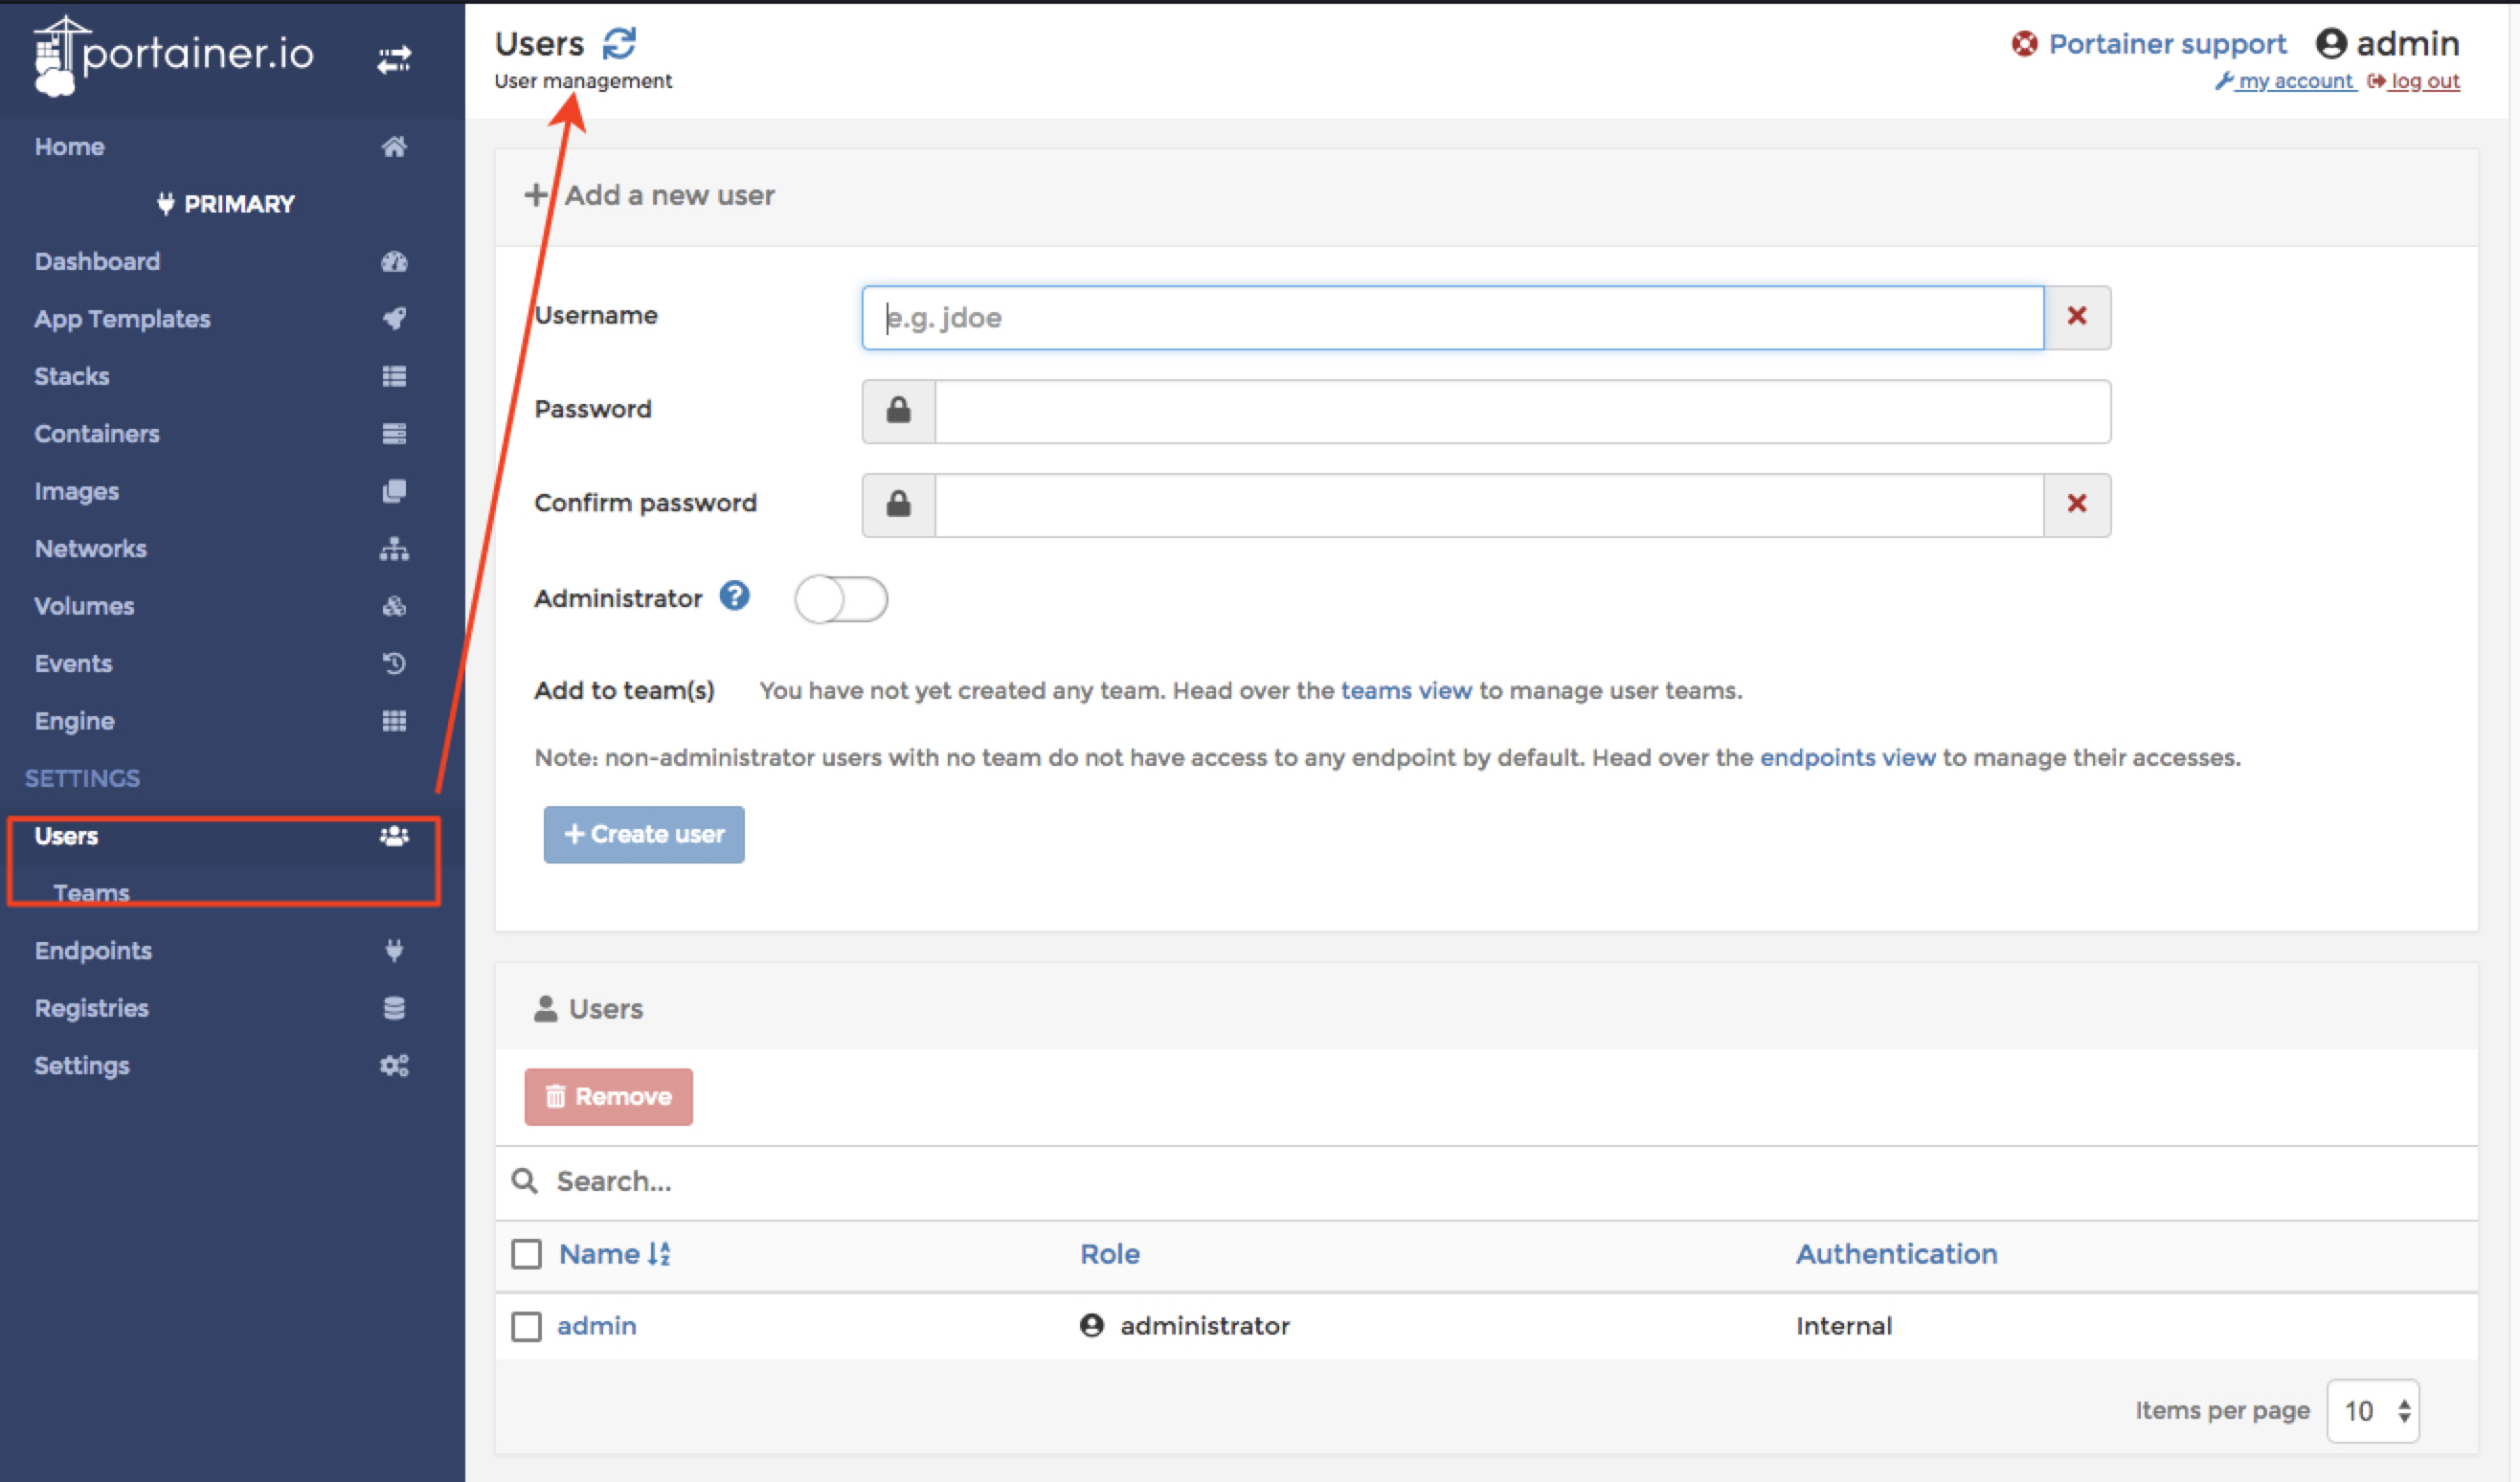 portainer.io
Home
PRIMARY
Dashboard
App Templates
Stacks
Containers
Images
Networks
Volumes
Events
Engine
SETTINGS
Users
Teams
Endpoints
Registries
Settings
Users
User management
Portainer support admin
my account log out
Add a new user
Username e.g. jdoe
Password
Confirm password
Administrator
Add to team(s) You have not yet created any team. Head over the teams view to manage user teams.
Note: non-administrator users with no team do not have access to any endpoint by default. Head over the endpoints view to manage their accesses.
Create user
Users
Remove
Search...
Name Role Authentication
admin administrator Internal
Items per page 10